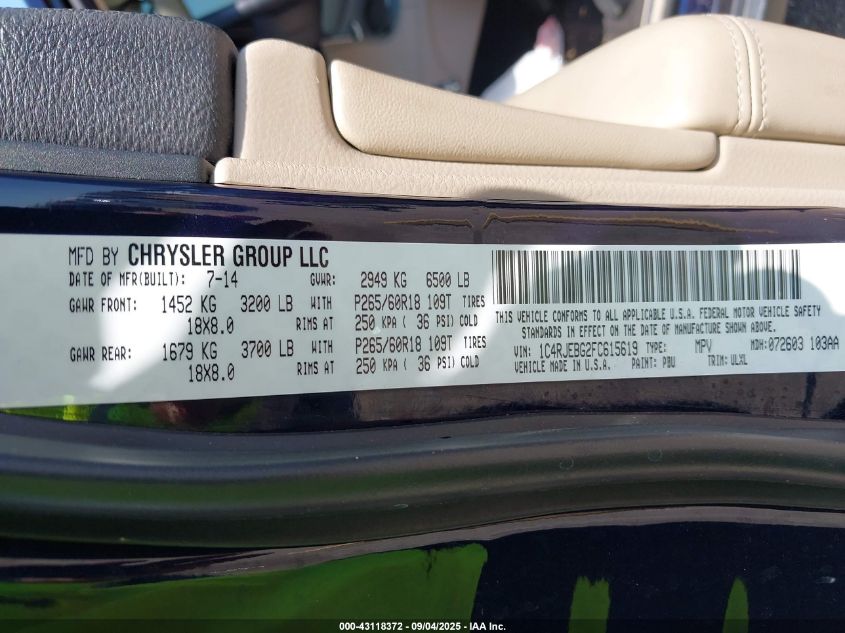 MFD BY CHRYSLER GROUP LLC
DATE OF MFR(BUILT): 7-14 GVWR: 2949 KG 6500 LB
GAWR FRONT: 1452 KG 3200 LB WITH P265/60R18 109T TIRES
18X8.0 RIMS AT 250 KPA ( 36 PSI) COLD
GAWR REAR: 1679 KG 3700 LB WITH P265/60R18 109T TIRES
18X8.0 RIMS AT 250 KPA ( 36 PSI) COLD
THIS VEHICLE CONFORMS TO ALL APPLICABLE U.S.A. FEDERAL MOTOR VEHICLE SAFETY
STANDARDS IN EFFECT ON THE DATE OF MANUFACTURE SHOWN ABOVE.
VIN: 1C4RJEBG2FC615619 TYPE: MPV MDH: 072603 103AA
VEHICLE MADE IN U.S.A. PAINT: PBU TRIM: ULXL
000-43118372 - 09/04/2025 - IAA Inc.